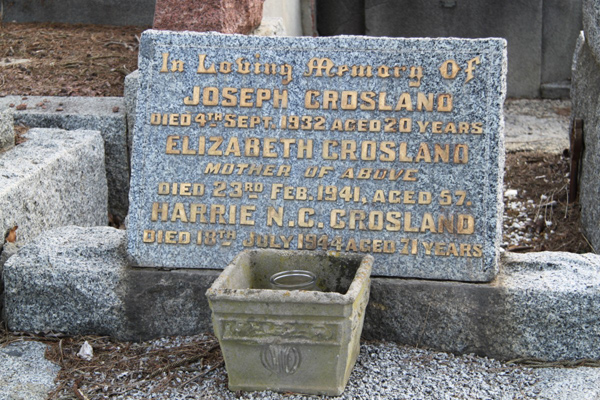 In Loving Memory Of
JOSEPH CROSLAND
DIED 4TH SEPT. 1932 AGED 20 YEARS
ELIZABETH CROSLAND
MOTHER OF ABOVE
DIED 23RD FEB. 1941, AGED 57.
HARRIE N.C. CROSLAND
DIED 13TH JULY 1944 AGED 71 YEARS